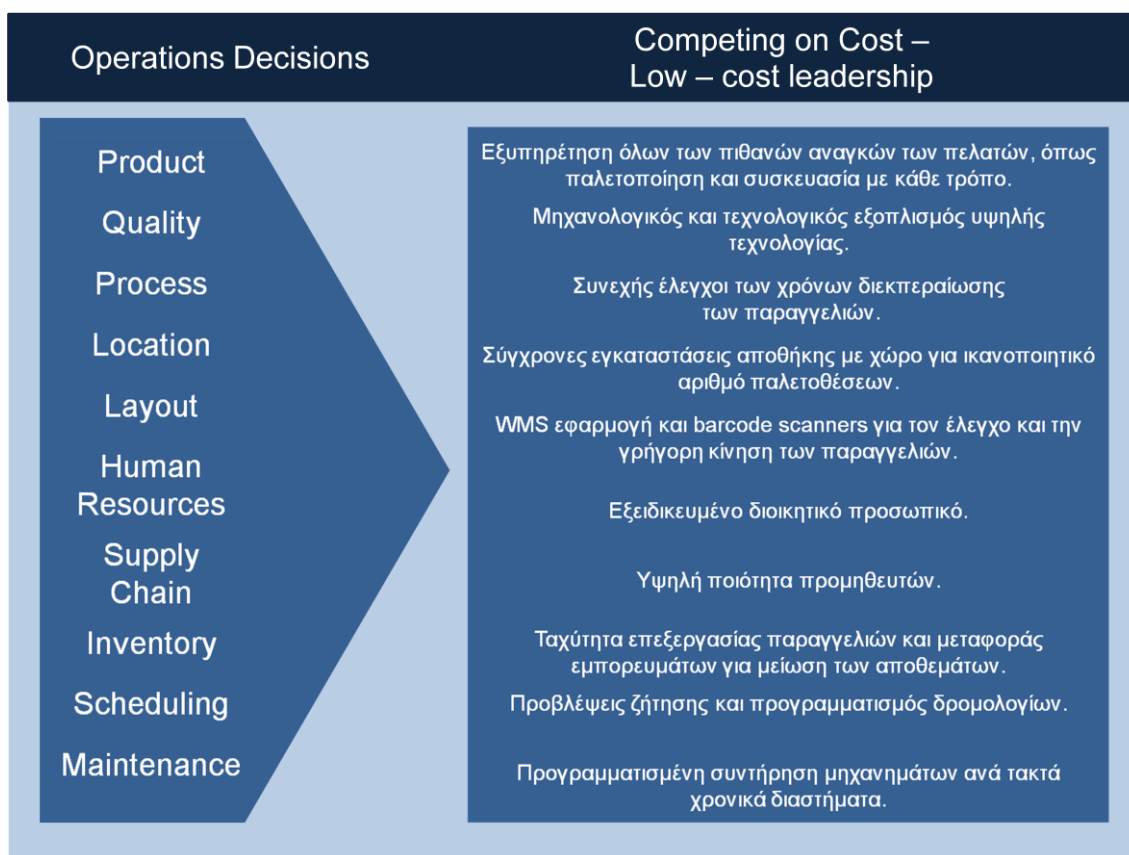 Operations Decisions
Competing on Cost –
Low – cost leadership
Product
Quality
Process
Location
Layout
Human
Resources
Supply
Chain
Inventory
Scheduling
Maintenance
Εξυπηρέτηση όλων των πιθανών αναγκών των πελατών, όπως
παλετοποίηση και συσκευασία με κάθε τρόπο.
Μηχανολογικός και τεχνολογικός εξοπλισμός υψηλής
τεχνολογίας.
Συνεχής έλεγχοι των χρόνων διεκπεραίωσης
των παραγγελιών.
Σύγχρονες εγκαταστάσεις αποθήκης με χώρο για ικανοποιητικό
αριθμό παλετοθέσεων.
WMS εφαρμογή και barcode scanners για τον έλεγχο και την
γρήγορη κίνηση των παραγγελιών.
Εξειδικευμένο διοικητικό προσωπικό.
Υψηλή ποιότητα προμηθευτών.
Ταχύτητα επεξεργασίας παραγγελιών και μεταφοράς
εμπορευμάτων για μείωση των αποθεμάτων.
Προβλέψεις ζήτησης και προγραμματισμός δρομολογίων.
Προγραμματισμένη συντήρηση μηχανημάτων ανά τακτά
χρονικά διαστήματα.